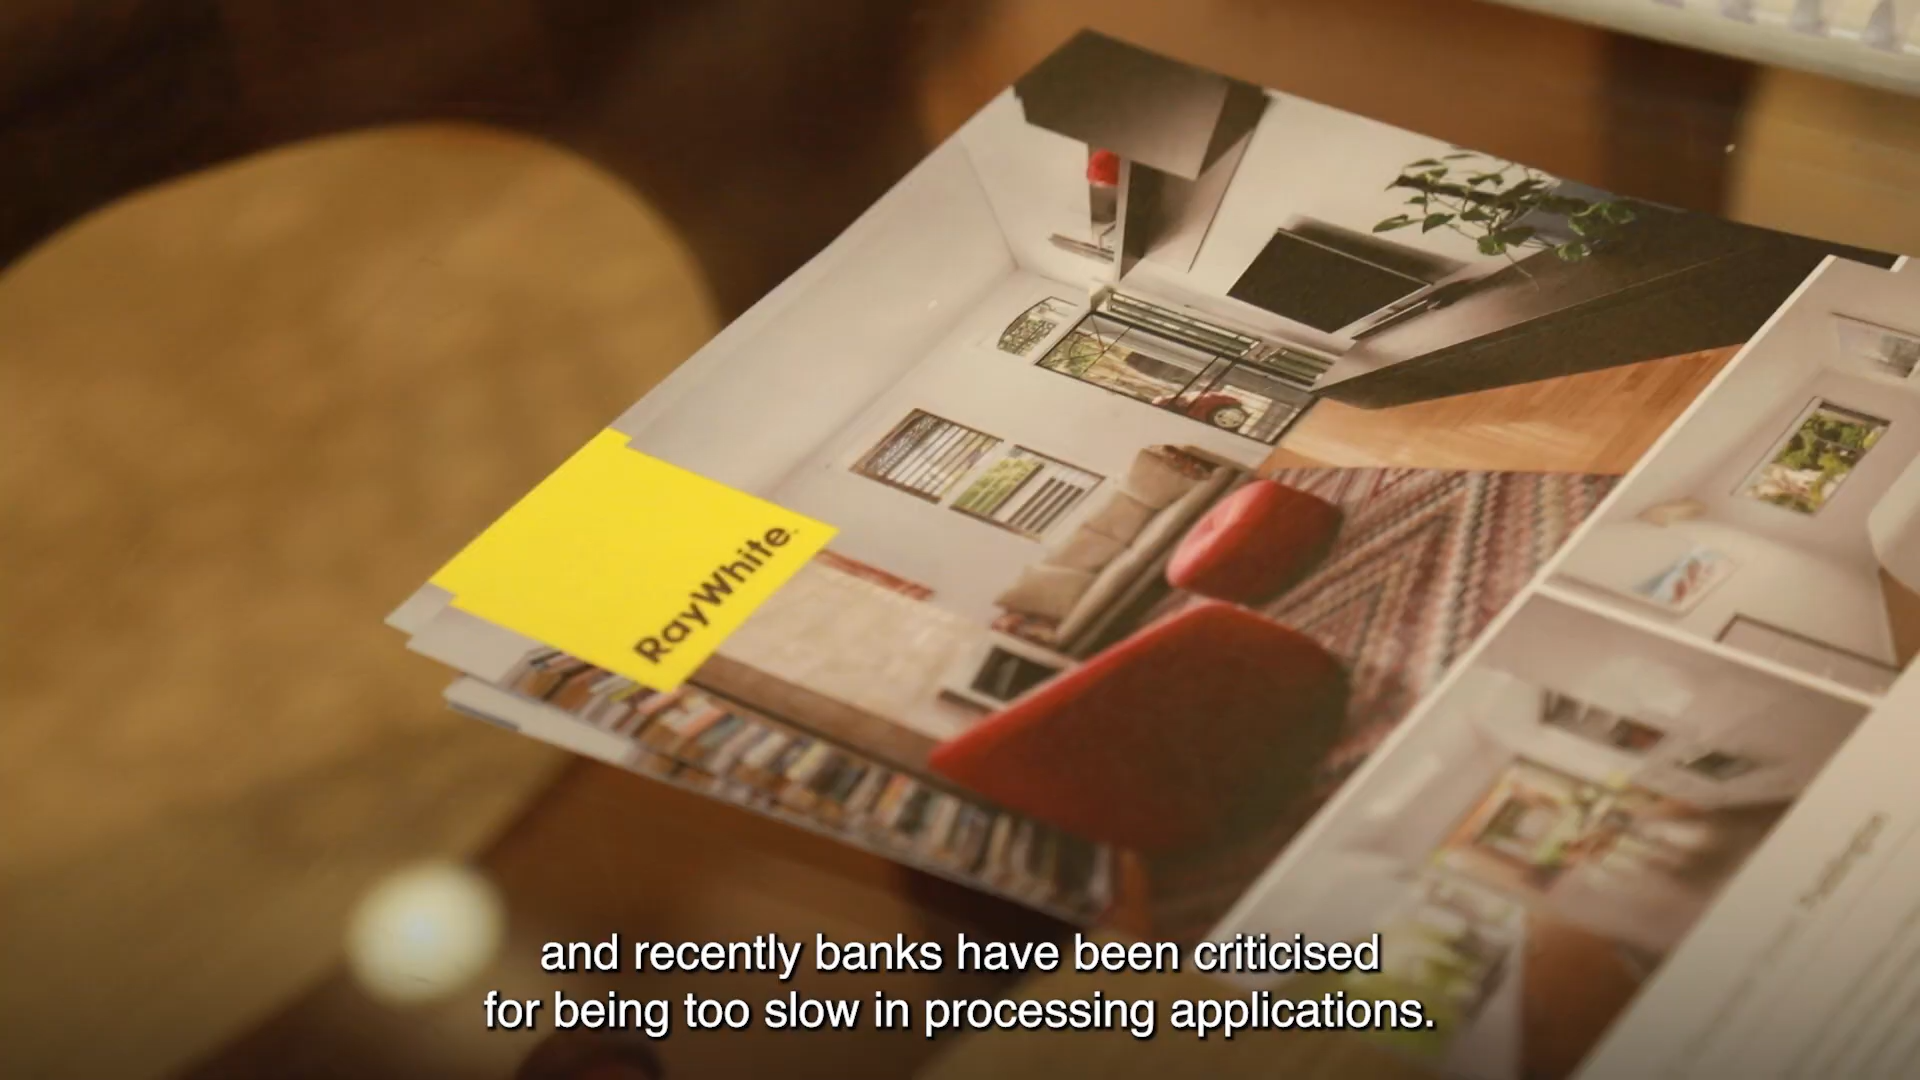 RayWhite.
and recently banks have been criticised
for being too slow in processing applications.